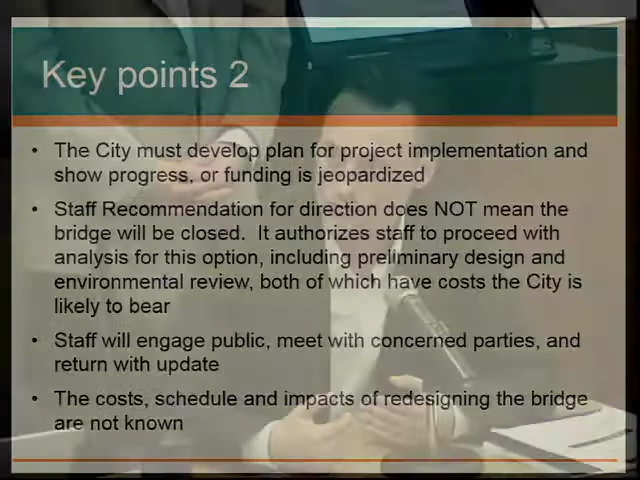 Key points 2
• The City must develop plan for project implementation and
show progress, or funding is jeopardized
• Staff Recommendation for direction does NOT mean the
bridge will be closed. It authorizes staff to proceed with
analysis for this option, including preliminary design and
environmental review, both of which have costs the City is
likely to bear
• Staff will engage public, meet with concerned parties, and
return with update
• The costs, schedule and impacts of redesigning the bridge
are not known